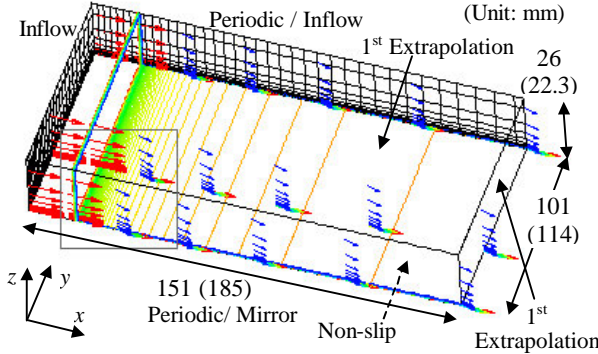 Periodic / Inflow
(Unit: mm)
Inflow
1st Extrapolation
26
(22.3)
101
(114)
z
y
x
151 (185)
Periodic/ Mirror
Non-slip
1st
Extrapolation